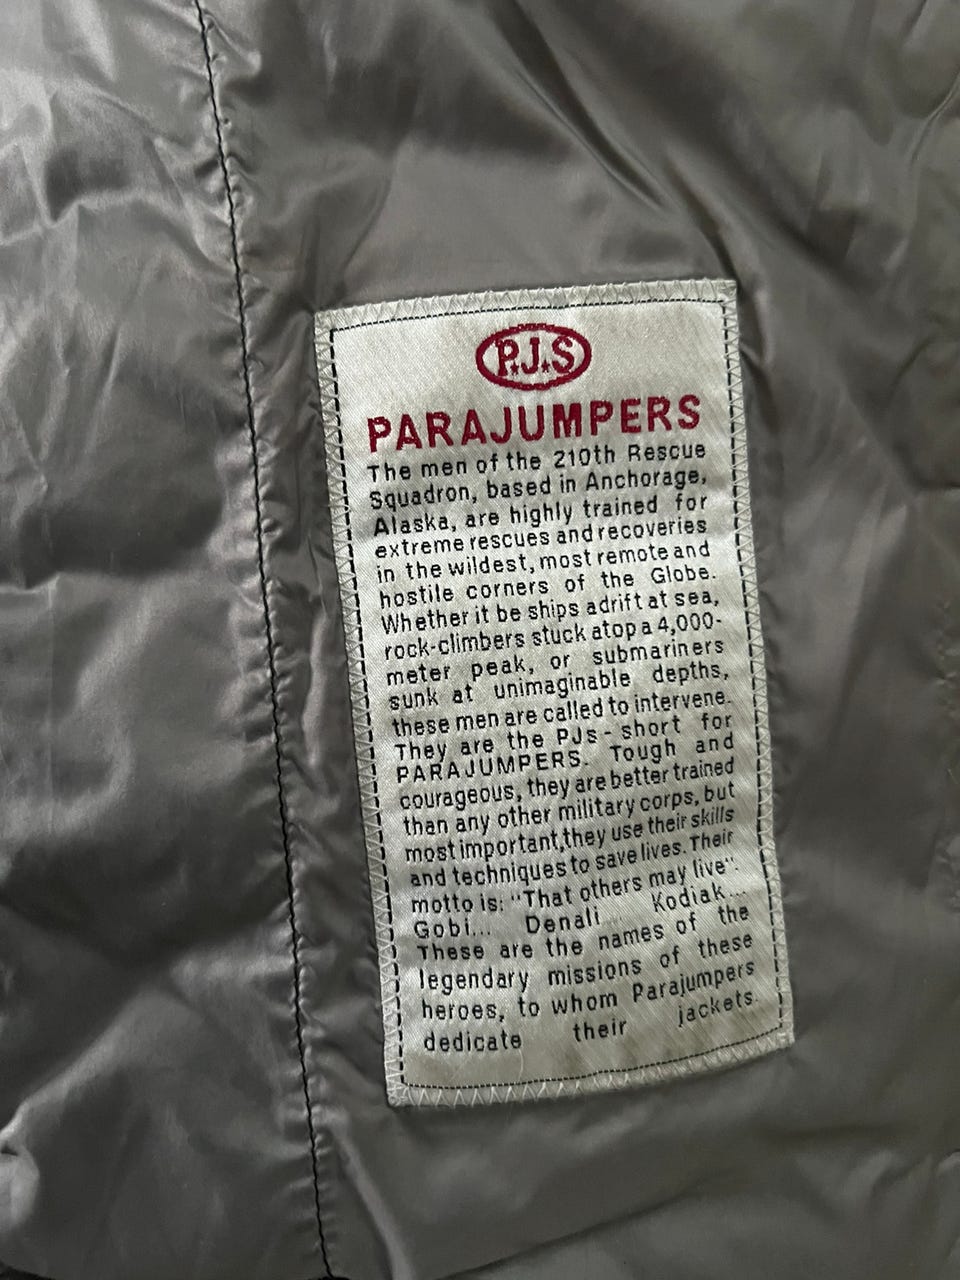 P.J.S
PARAJUMPERS
The men of the 210th Rescue
Squadron, based in Anchorage,
Alaska, are highly trained for
extreme rescues and recoveries
in the wildest, most remote and
hostile corners of the Globe.
Whether it be ships adrift at sea,
rock-climbers stuck atop a 4,000-
meter peak, or submariners
sunk at unimaginable depths,
these men are called to intervene.
They are the PJs - short for
PARAJUMPERS. Tough and
courageous, they are better trained
than any other military corps, but
most important,they use their skills
and techniques to save lives. Their
motto is: "That others may live".
Gobi... Denali... Kodiak...
These are the names of the
legendary missions of these
heroes, to whom Parajumpers
dedicate their jackets.